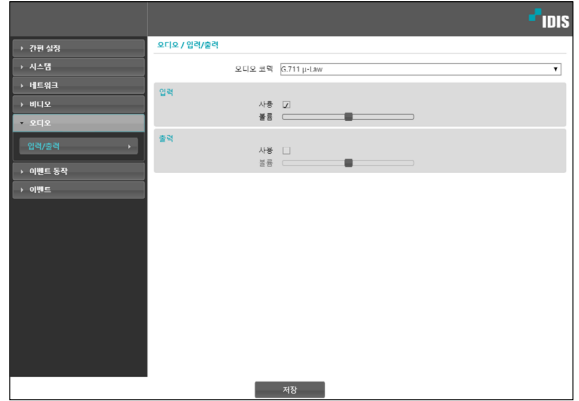 IDIS
간편 설정
시스템
네트워크
비디오
오디오
입력/출력
이벤트 동작
이벤트
오디오 / 입력/출력
오디오 코덱 G.711 µ-Law
입력
사용
볼륨
출력
사용
볼륨
저장